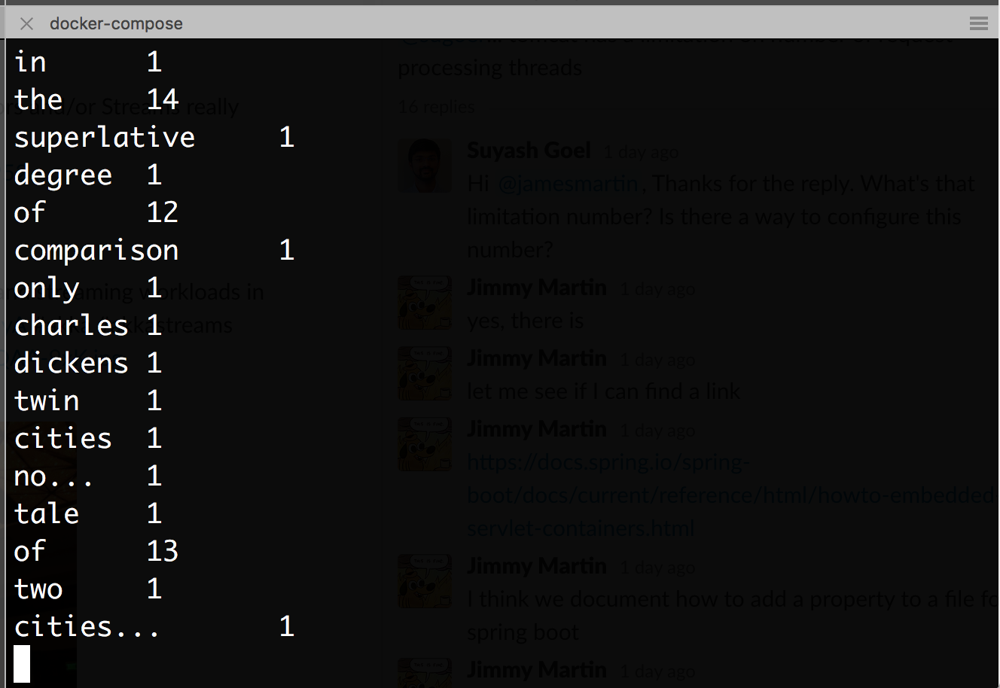 docker-compose
in 1
the 14
superlative 1
degree 1
of 12
comparison 1
only 1
charles 1
dickens 1
twin 1
cities 1
no... 1
tale 1
of 13
two 1
cities... 1
and/or Streams really
workloads in
processing threads
16 replies
Suyash Goel 1 day ago
Hi @jamesmartin, Thanks for the reply. What's that
limitation number? Is there a way to configure this
number?
Jimmy Martin 1 day ago
yes, there is
Jimmy Martin 1 day ago
let me see if I can find a link
Jimmy Martin 1 day ago
https://docs.spring.io/spring-
boot/docs/current/reference/html/howto-embedded-
servlet-containers.html
Jimmy Martin 1 day ago
I think we document how to add a property to a file fo
spring boot
Jimmy Martin 1 day ago